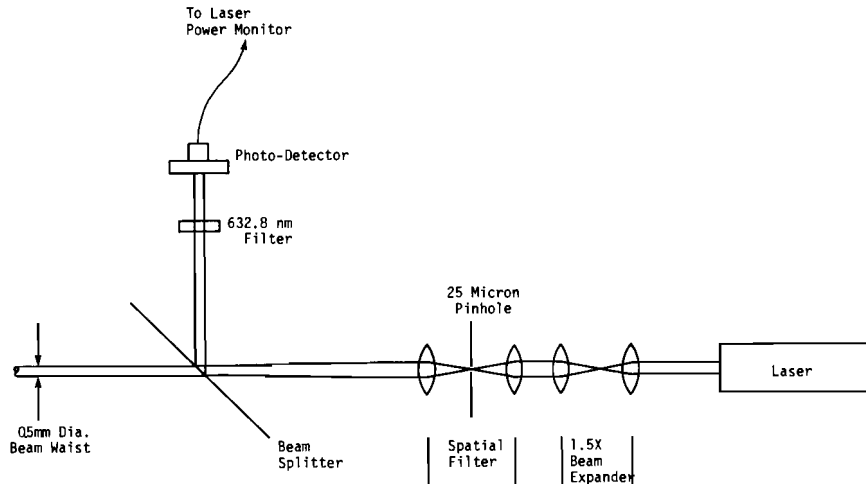 To Laser
Power Monitor
Photo-Detector
632.8 nm
Filter
25 Micron
Pinhole
Laser
0.5mm Dia.
Beam Waist
Beam
Splitter
Spatial
Filter
1.5X
Beam
Expander